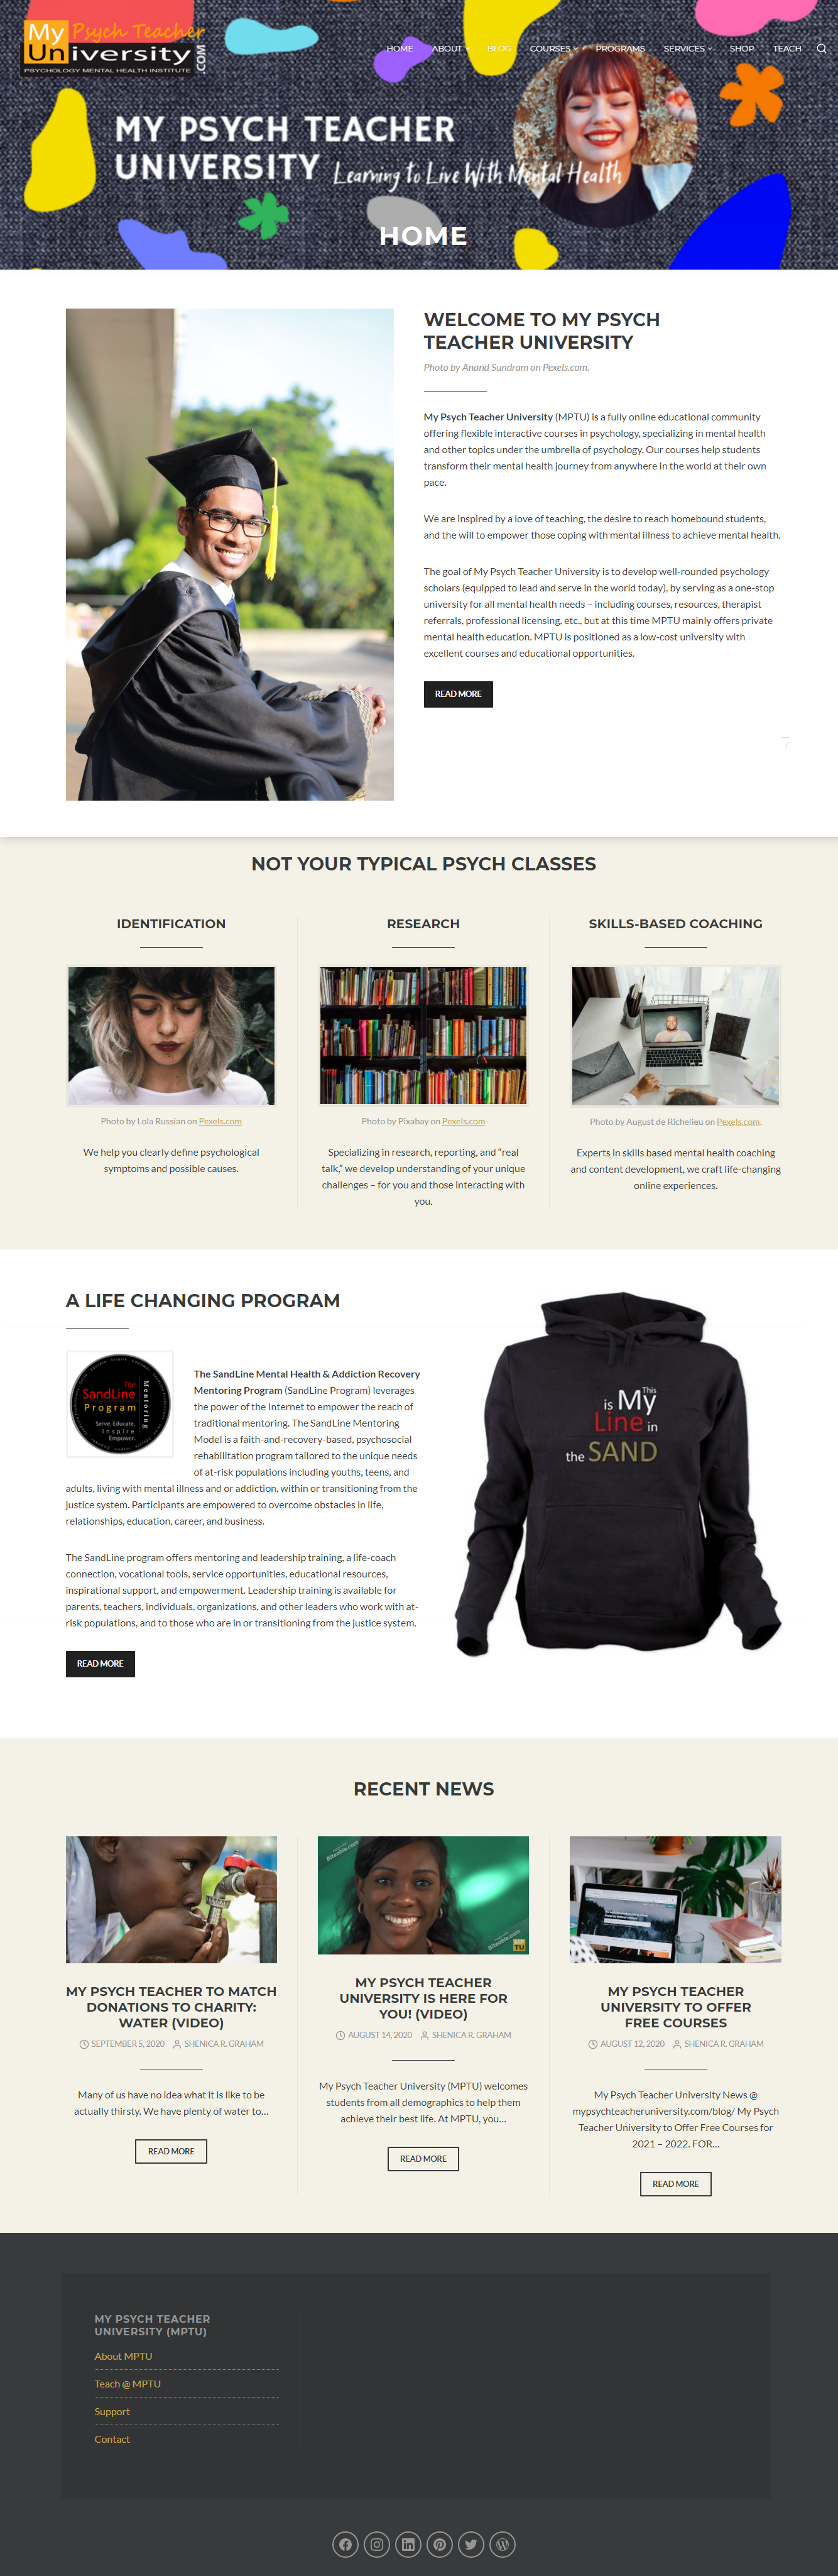 My Psych Teacher
University
.COM
PSYCHOLOGY MENTAL HEALTH INSTITUTE
HOME ABOUT BLOG COURSES PROGRAMS SERVICES SHOP TEACH
MY PSYCH TEACHER
UNIVERSITY Learning to Live With Mental Health
HOME
WELCOME TO MY PSYCH
TEACHER UNIVERSITY
Photo by Anand Sundram on Pexels.com.
My Psych Teacher University (MPTU) is a fully online educational community
offering flexible interactive courses in psychology, specializing in mental health
and other topics under the umbrella of psychology. Our courses help students
transform their mental health journey from anywhere in the world at their own
pace.
We are inspired by a love of teaching, the desire to reach homebound students,
and the will to empower those coping with mental illness to achieve mental health.
The goal of My Psych Teacher University is to develop well-rounded psychology
scholars (equipped to lead and serve in the world today), by serving as a one-stop
university for all mental health needs – including courses, resources, therapist
referrals, professional licensing, etc., but at this time MPTU mainly offers private
mental health education. MPTU is positioned as a low-cost university with
excellent courses and educational opportunities.
READ MORE
NOT YOUR TYPICAL PSYCH CLASSES
IDENTIFICATION
Photo by Lola Russian on Pexels.com
We help you clearly define psychological
symptoms and possible causes.
RESEARCH
Photo by Pixabay on Pexels.com
Specializing in research, reporting, and “real
talk,” we develop understanding of your unique
challenges – for you and those interacting with
you.
SKILLS-BASED COACHING
Photo by August de Richelieu on Pexels.com.
Experts in skills based mental health coaching
and content development, we craft life-changing
online experiences.
A LIFE CHANGING PROGRAM
The
SandLine
Program
Mentoring
Serve. Educate.
Inspire
Empower.
The SandLine Mental Health & Addiction Recovery
Mentoring Program (SandLine Program) leverages
the power of the Internet to empower the reach of
traditional mentoring. The SandLine Mentoring
Model is a faith-and-recovery-based, psychosocial
rehabilitation program tailored to the unique needs
of at-risk populations including youths, teens, and
adults, living with mental illness and or addiction, within or transitioning from the
justice system. Participants are empowered to overcome obstacles in life,
relationships, education, career, and business.
The SandLine program offers mentoring and leadership training, a life-coach
connection, vocational tools, service opportunities, educational resources,
inspirational support, and empowerment. Leadership training is available for
parents, teachers, individuals, organizations, and other leaders who work with at-
risk populations, and to those who are in or transitioning from the justice system.
READ MORE
This
is My
Line in
the SAND
RECENT NEWS
MY PSYCH TEACHER TO MATCH
DONATIONS TO CHARITY:
WATER (VIDEO)
SEPTEMBER 5, 2020 SHENICA R. GRAHAM
Many of us have no idea what it is like to be
actually thirsty. We have plenty of water to…
READ MORE
Biteable.com
Biteable.com
MY PSYCH TEACHER
UNIVERSITY IS HERE FOR
YOU! (VIDEO)
AUGUST 14, 2020 SHENICA R. GRAHAM
My Psych Teacher University (MPTU) welcomes
students from all demographics to help them
achieve their best life. At MPTU, you…
READ MORE
MY PSYCH TEACHER
UNIVERSITY TO OFFER
FREE COURSES
AUGUST 12, 2020 SHENICA R. GRAHAM
My Psych Teacher University News @
mypsychteacheruniversity.com/blog/ My Psych
Teacher University to Offer Free Courses for
2021 – 2022. FOR…
READ MORE
MY PSYCH TEACHER
UNIVERSITY (MPTU)
About MPTU
Teach @ MPTU
Support
Contact